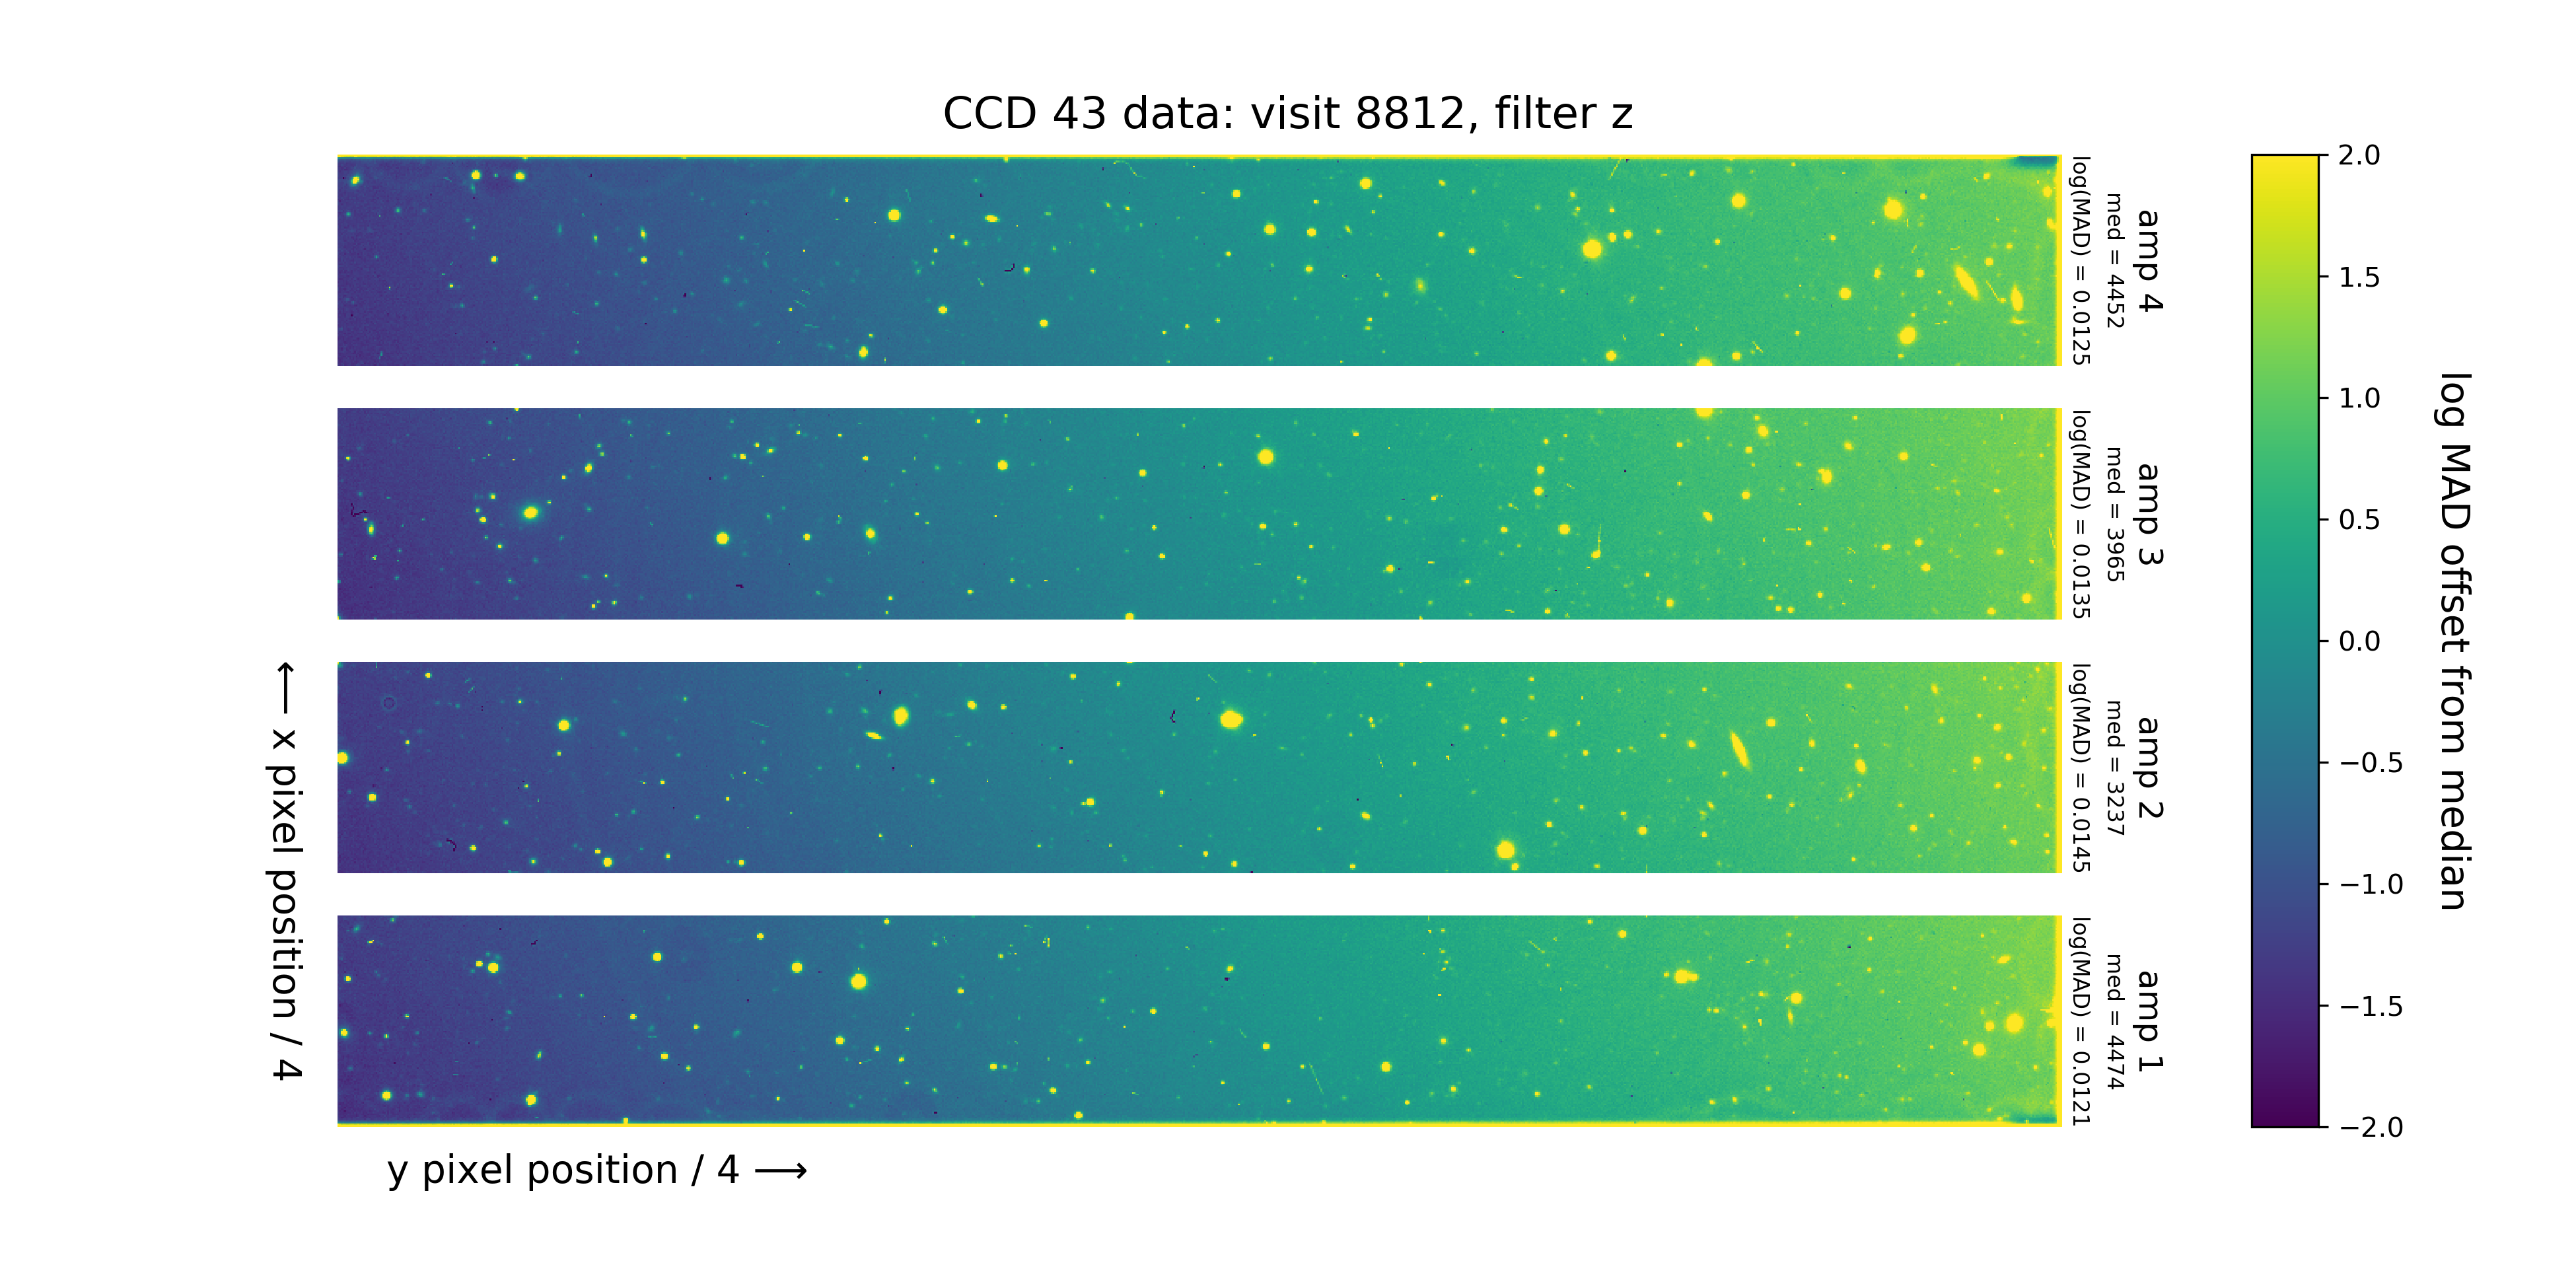 CCD 43 data: visit 8812, filter z
amp 4
med = 4452
log(MAD) = 0.0125
amp 3
med = 3965
log(MAD) = 0.0135
amp 2
med = 3237
log(MAD) = 0.0145
amp 1
med = 4474
log(MAD) = 0.0121
⟵ x pixel position / 4
y pixel position / 4 ⟶
2.0
1.5
1.0
0.5
0.0
−0.5
−1.0
−1.5
−2.0
log MAD offset from median